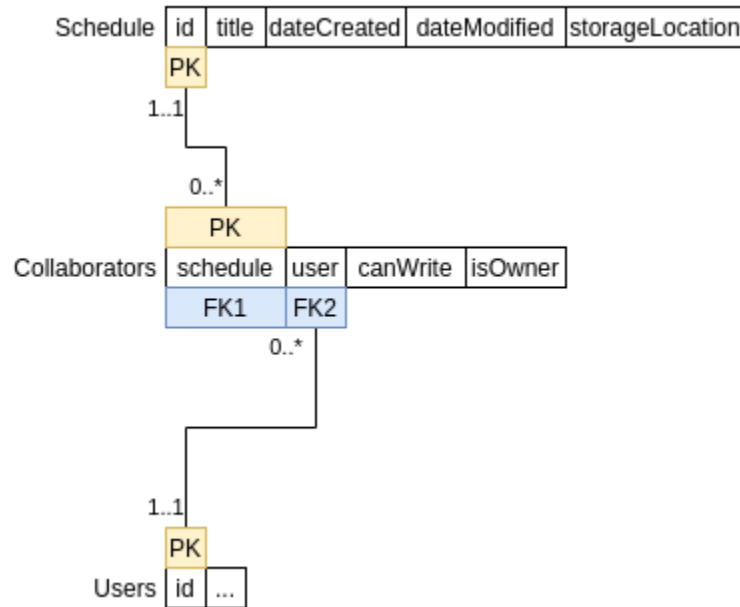 Schedule id title dateCreated dateModified storageLocation
PK
1..1
0..*
PK
Collaborators schedule user canWrite isOwner
FK1 FK2
0..*
1..1
PK
Users id ...